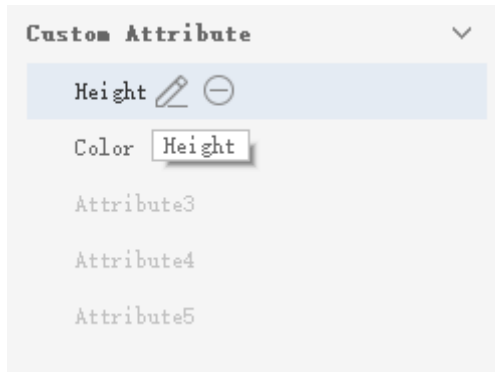 Custom Attribute
Height
Color
Height
Attribute3
Attribute4
Attribute5